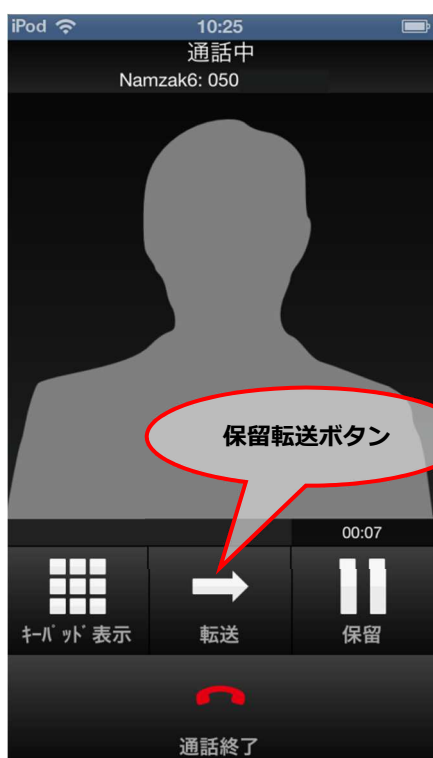 iPod 10:25
通話中
Namzak6: 050
保留転送ボタン
00:07
ｷｰﾊﾟｯﾄﾞ表示 転送 保留
通話終了